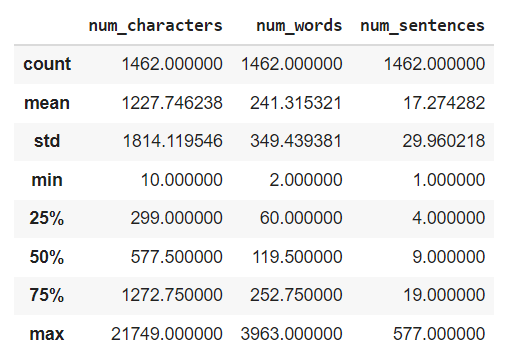 num_characters num_words num_sentences
count 1462.000000 1462.000000 1462.000000
mean 1227.746238 241.315321 17.274282
std 1814.119546 349.439381 29.960218
min 10.000000 2.000000 1.000000
25% 299.000000 60.000000 4.000000
50% 577.500000 119.500000 9.000000
75% 1272.750000 252.750000 19.000000
max 21749.000000 3963.000000 577.000000